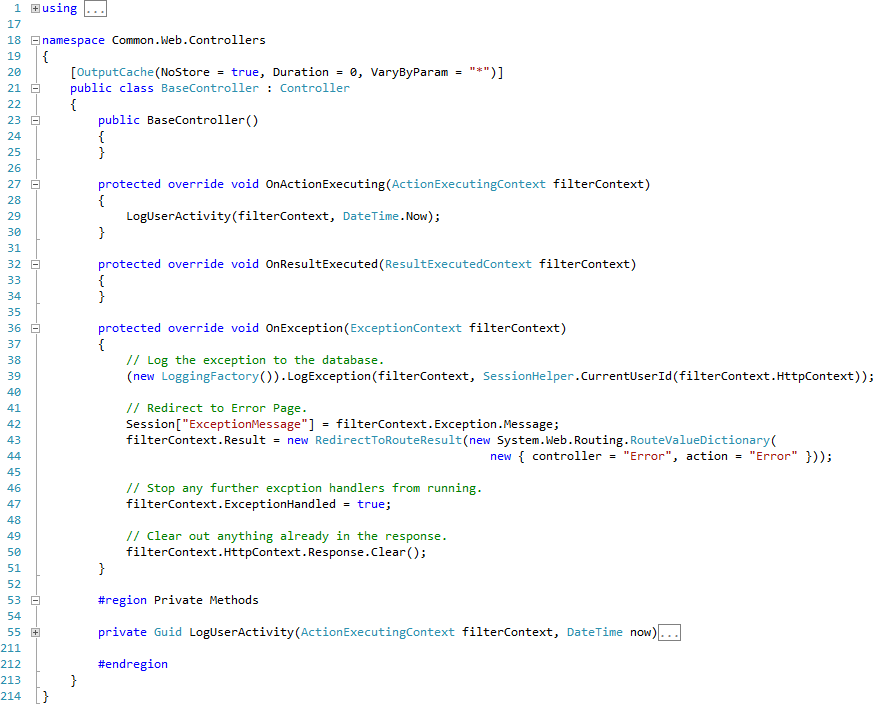 1 using ...
17
18 namespace Common.Web.Controllers
19 {
20     [OutputCache(NoStore = true, Duration = 0, VaryByParam = "*")]
21     public class BaseController : Controller
22     {
23         public BaseController()
24         {
25         }
26
27         protected override void OnActionExecuting(ActionExecutingContext filterContext)
28         {
29             LogUserActivity(filterContext, DateTime.Now);
30         }
31
32         protected override void OnResultExecuted(ResultExecutedContext filterContext)
33         {
34         }
35
36         protected override void OnException(ExceptionContext filterContext)
37         {
38             // Log the exception to the database.
39             (new LoggingFactory()).LogException(filterContext, SessionHelper.CurrentUserId(filterContext.HttpContext));
40
41             // Redirect to Error Page.
42             Session["ExceptionMessage"] = filterContext.Exception.Message;
43             filterContext.Result = new RedirectToRouteResult(new System.Web.Routing.RouteValueDictionary(
44                                                                 new { controller = "Error", action = "Error" }));
45
46             // Stop any further excption handlers from running.
47             filterContext.ExceptionHandled = true;
48
49             // Clear out anything already in the response.
50             filterContext.HttpContext.Response.Clear();
51         }
52
53         #region Private Methods
54
55         private Guid LogUserActivity(ActionExecutingContext filterContext, DateTime now)...
211
212         #endregion
213     }
214 }